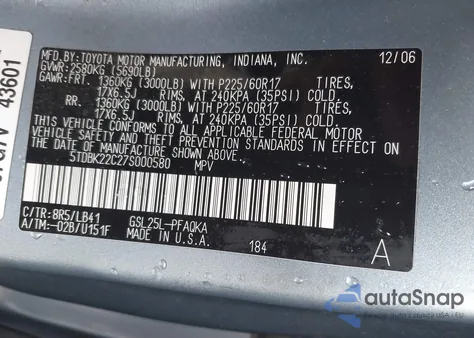 MFD. BY: TOYOTA MOTOR MANUFACTURING, INDIANA, INC. 12/06
GVWR:2580KG (5690LB)
GAWR:FRT. 1360KG (3000LB) WITH P225/60R17 TIRES,
17X6.5J RIMS, AT 240KPA (35PSI) COLD
RR. 1360KG (3000LB) WITH P225/60R17 TIRES,
17X6.5J RIMS, AT 240KPA (35PSI) COLD
THIS VEHICLE CONFORMS TO ALL APPLICABLE FEDERAL MOTOR
VEHICLE SAFETY AND THEFT PREVENTION STANDARDS IN
EFFECT ON THE DATE OF MANUFACTURE SHOWN ABOVE.
5TDBK22C27S000580 MPV
C/TR:8R5/LB41 GSL25L-PFAQKA
A/TM:-02B/U151F MADE IN U.S.A. 184 A
43601
autoSnap